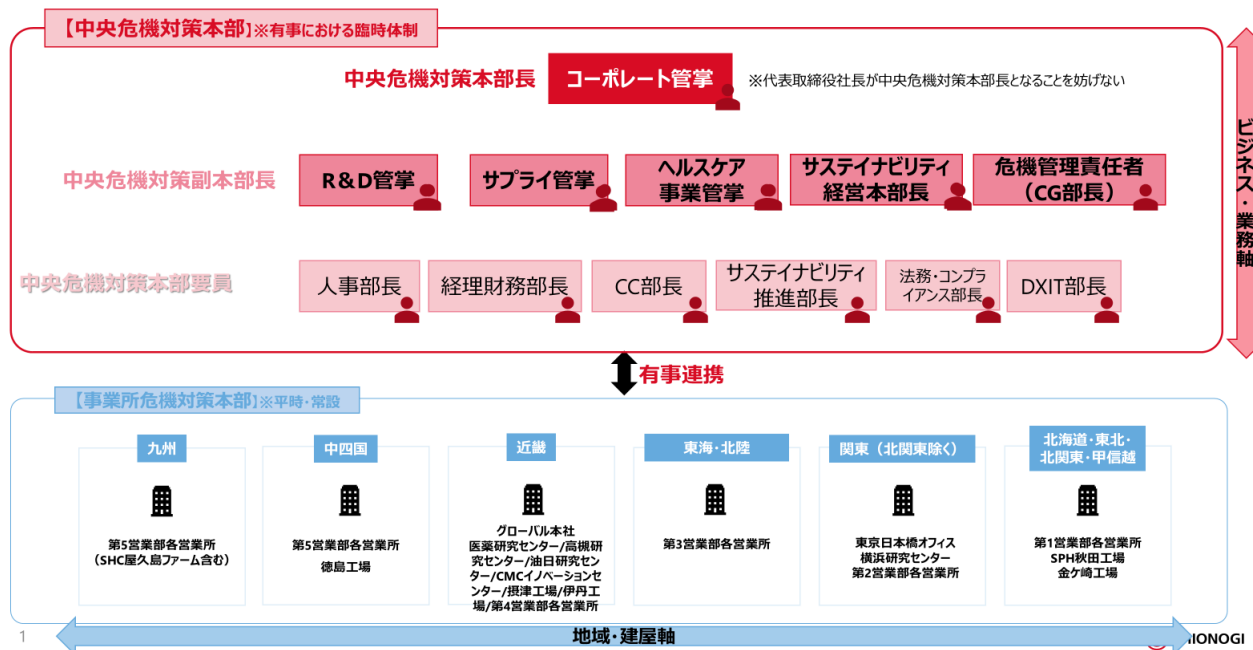 【中央危機対策本部】※有事における臨時体制
中央危機対策本部長
コーポレート管掌
※代表取締役社長が中央危機対策本部長となることを妨げない
中央危機対策副本部長
R&D管掌
サプライ管掌
ヘルスケア
事業管掌
サステイナビリティ
経営本部長
危機管理責任者
（CG部長）
中央危機対策本部要員
人事部長
経理財務部長
CC部長
サステイナビリティ
推進部長
法務・コンプラ
イアンス部長
DXIT部長
ビジネス・業務軸
有事連携
【事業所危機対策本部】※平時・常設
九州
第5営業部各営業所
（SHC屋久島ファーム含む）
中四国
第5営業部各営業所
徳島工場
近畿
グローバル本社
医薬研究センター/高槻研
究センター/油日研究セン
ター/CMCイノベーションセ
ンター/摂津工場/伊丹工
場/第4営業部各営業所
東海・北陸
第3営業部各営業所
関東（北関東除く）
東京日本橋オフィス
横浜研究センター
第2営業部各営業所
北海道・東北・
北関東・甲信越
第1営業部各営業所
SPH秋田工場
金ケ崎工場
地域・建屋軸
1
HIONOGI